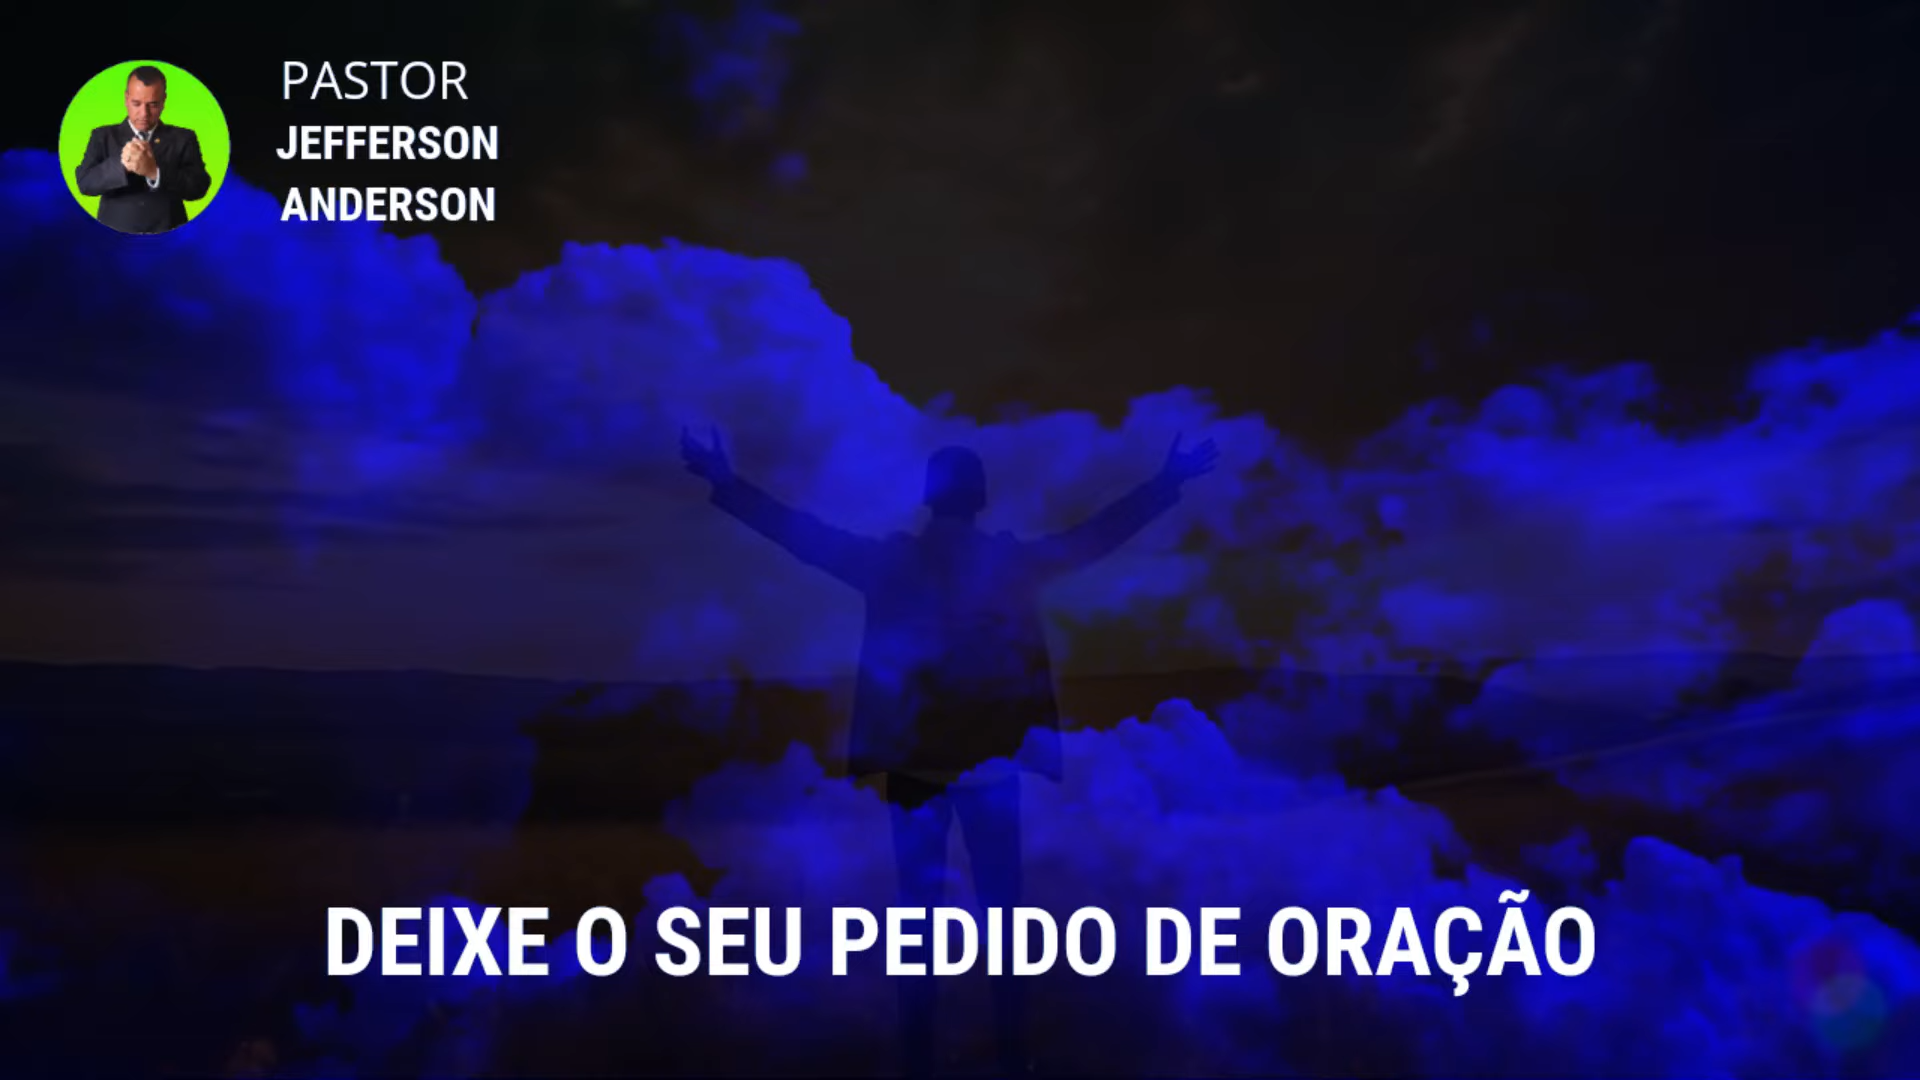 PASTOR
JEFFERSON
ANDERSON
DEIXE O SEU PEDIDO DE ORAÇÃO